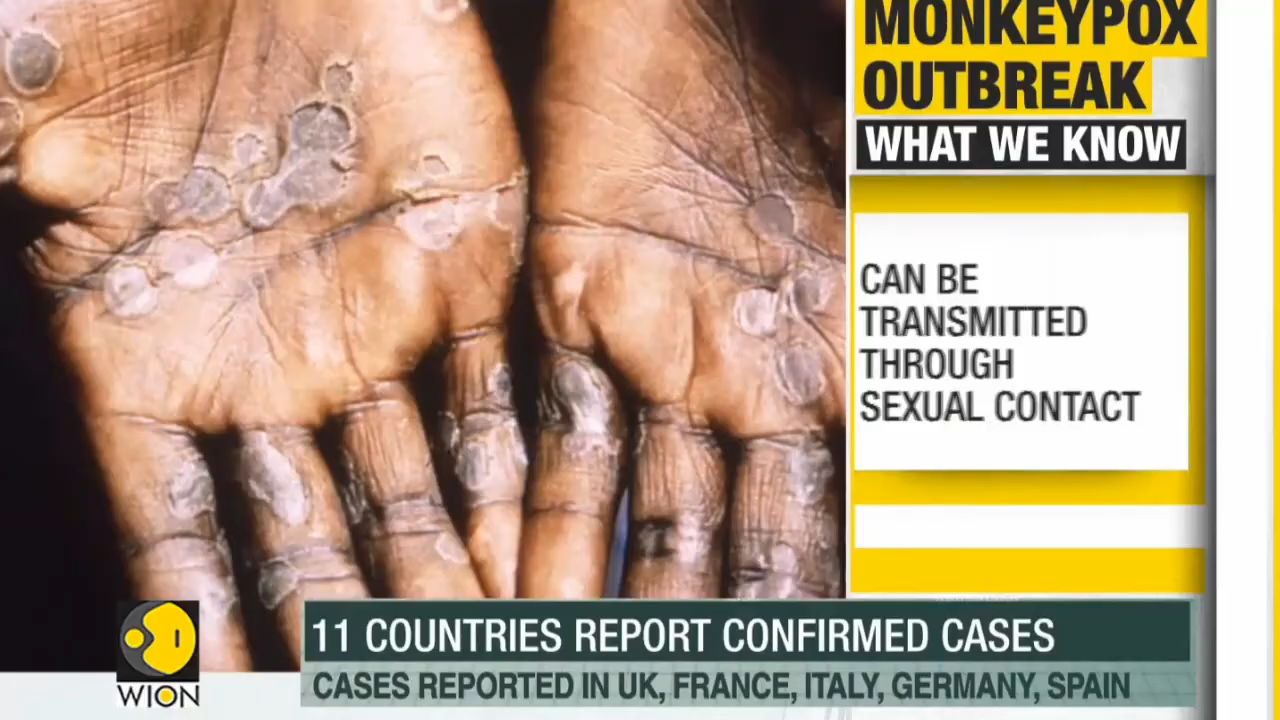 MONKEYPOX
OUTBREAK
WHAT WE KNOW
CAN BE
TRANSMITTED
THROUGH
SEXUAL CONTACT
11 COUNTRIES REPORT CONFIRMED CASES
CASES REPORTED IN UK, FRANCE, ITALY, GERMANY, SPAIN
WION